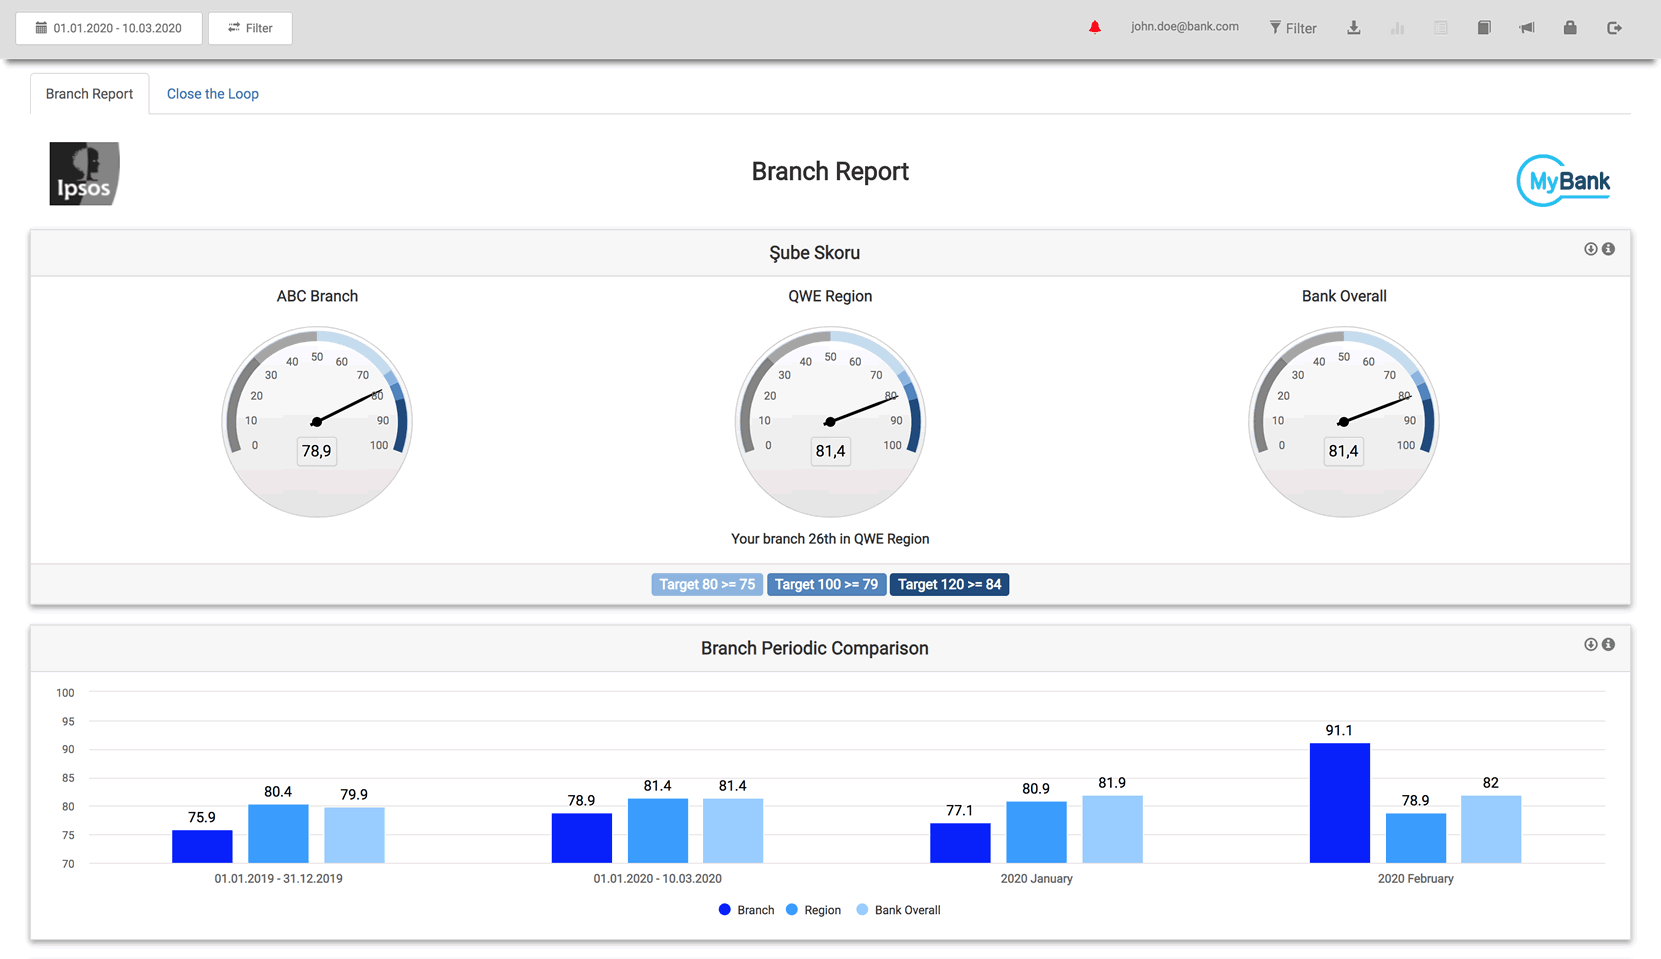 01.01.2020 - 10.03.2020 Filter john.doe@bank.com Filter
Branch Report Close the Loop
Ipsos
Branch Report
MyBank
Şube Skoru
ABC Branch QWE Region Bank Overall
0 10 20 30 40 50 60 70 80 90 100
78,9
0 10 20 30 40 50 60 70 80 90 100
81,4
0 10 20 30 40 50 60 70 80 90 100
81,4
Your branch 26th in QWE Region
Target 80 >= 75 Target 100 >= 79 Target 120 >= 84
Branch Periodic Comparison
100
95
90
85
80
75
70
75.9 80.4 79.9
78.9 81.4 81.4
77.1 80.9 81.9
91.1 78.9 82
01.01.2019 - 31.12.2019 01.01.2020 - 10.03.2020 2020 January 2020 February
Branch Region Bank Overall